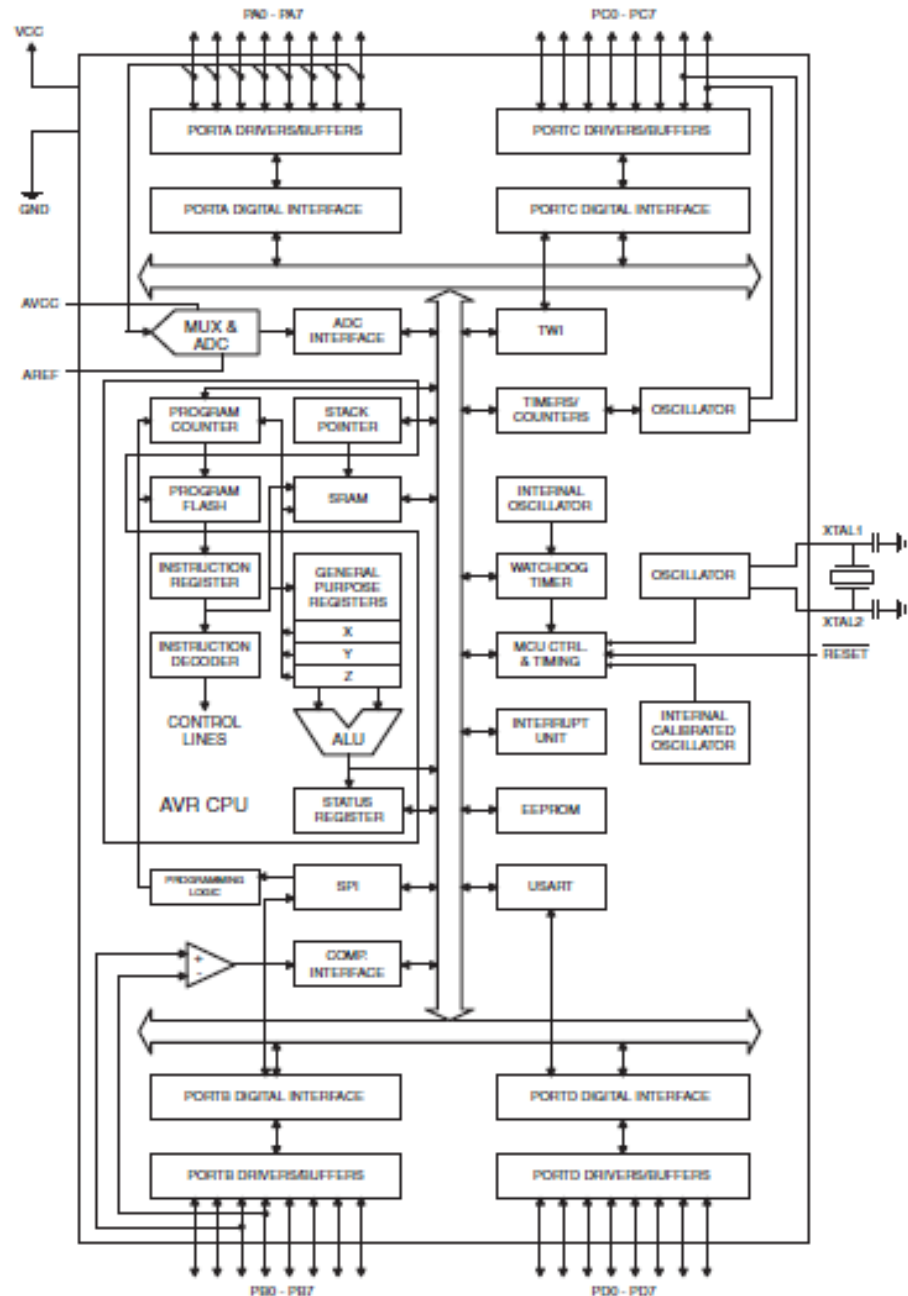 PA0 - PA7
PC0 - PC7
VCC
PORTA DRIVERS/BUFFERS
PORTC DRIVERS/BUFFERS
GND
PORTA DIGITAL INTERFACE
PORTC DIGITAL INTERFACE
AVCC
MUX &
ADC
ADC
INTERFACE
TWI
AREF
PROGRAM
COUNTER
STACK
POINTER
TIMERS/
COUNTERS
OSCILLATOR
PROGRAM
FLASH
SRAM
INTERNAL
OSCILLATOR
XTAL1
INSTRUCTION
REGISTER
GENERAL
PURPOSE
REGISTERS
WATCHDOG
TIMER
OSCILLATOR
X
XTAL2
INSTRUCTION
DECODER
Y
MCU CTRL.
& TIMING
RESET
Z
CONTROL
LINES
ALU
INTERRUPT
UNIT
INTERNAL
CALIBRATED
OSCILLATOR
AVR CPU
STATUS
REGISTER
EEPROM
PROGRAMMING
LOGIC
SPI
USART
+
-
COMP.
INTERFACE
PORTB DIGITAL INTERFACE
PORTD DIGITAL INTERFACE
PORTB DRIVERS/BUFFERS
PORTD DRIVERS/BUFFERS
PB0 - PB7
PD0 - PD7